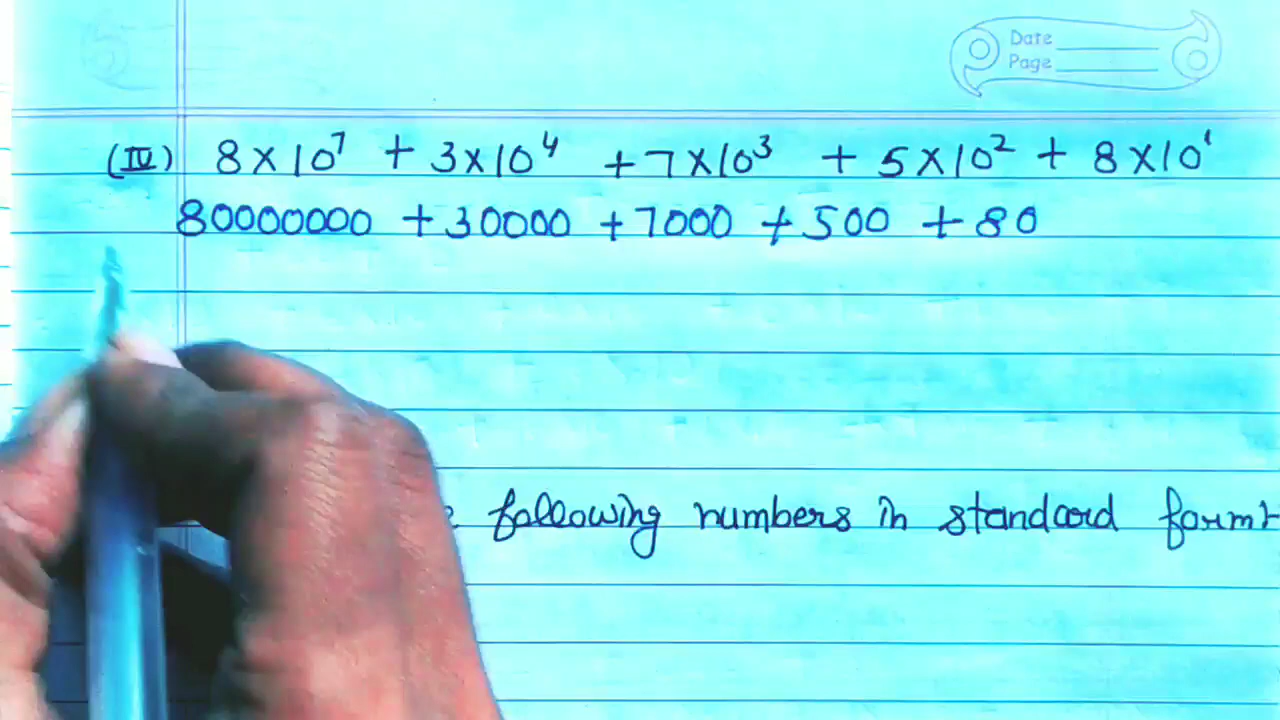 Date
Page
(IV) 8×10⁷ + 3×10⁴ + 7×10³ + 5×10² + 8×10¹
80000000 + 30000 + 7000 + 500 + 80
following numbers in standard form